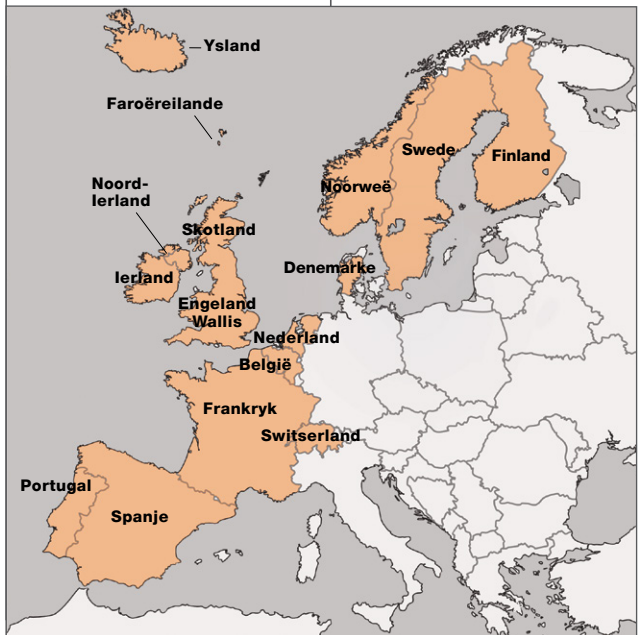 Ysland
Faroëreilande
Noord-
Ierland
Skotland
Ierland
Engeland
Wallis
Noorweë
Swede
Finland
Denemarke
Nederland
België
Frankryk
Switserland
Portugal
Spanje